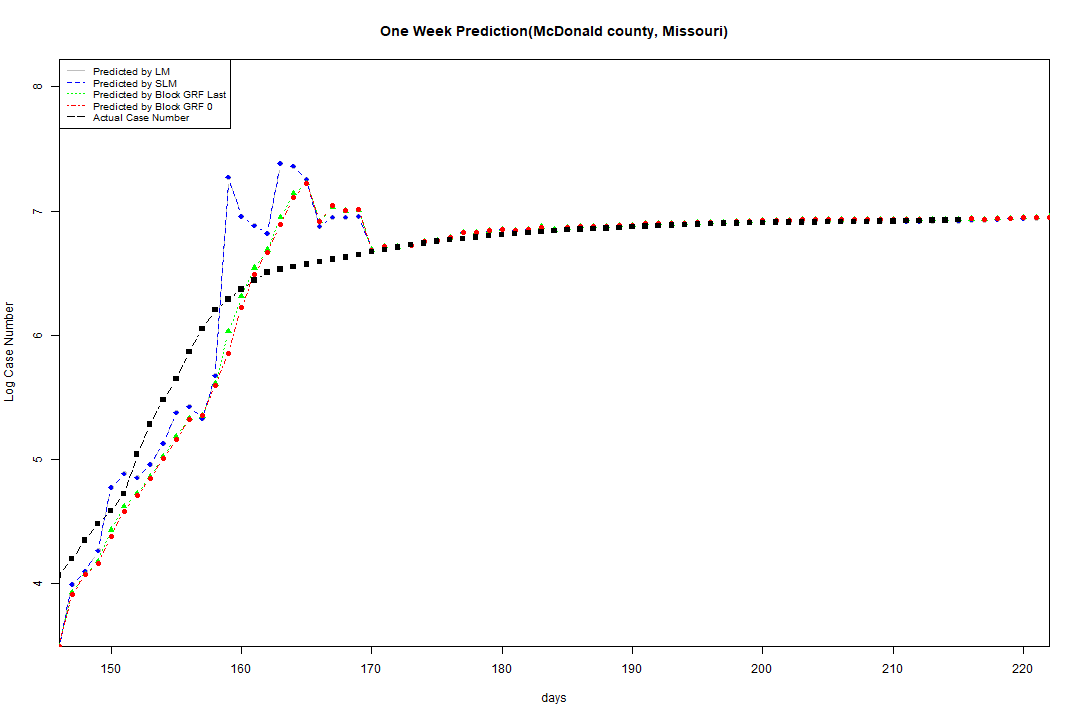 One Week Prediction(McDonald county, Missouri)
Predicted by LM
Predicted by SLM
Predicted by Block GRF Last
Predicted by Block GRF 0
Actual Case Number
8
7
6
5
4
Log Case Number
150 160 170 180 190 200 210 220
days